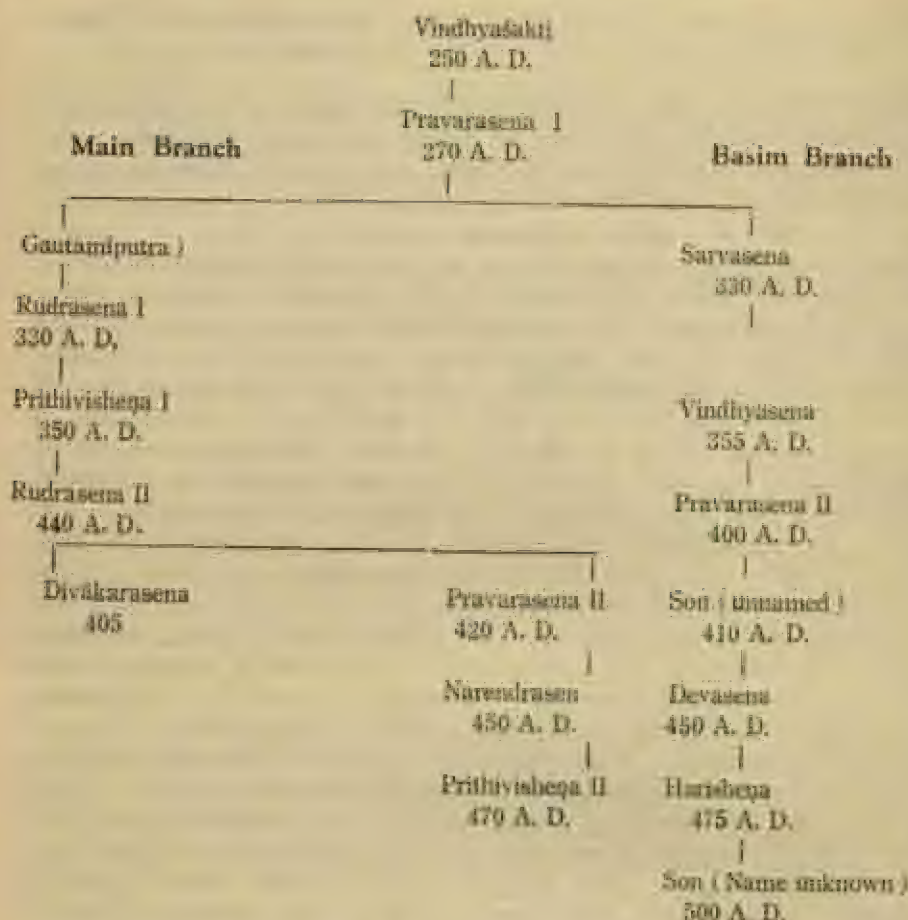 Vindhyaśakti
250 A. D.
Pravarasena I
270 A. D.
Main Branch
Basim Branch
Gautamiputra )
Sarvasena
330 A. D.
Rudrasena I
330 A. D,
Prithivisheṇa I
350 A. D.
Vindhyasena
355 A. D.
Rudrasena II
440 A. D.
Pravarasena II
400 A. D.
Divākarasena
405
Pravarasena II
420 A. D.
Son ( unnamed )
410 A. D.
Narendrasen
450 A. D.
Devasena
450 A. D.
Prithivisheṇa II
470 A. D.
Harisheṇa
475 A. D.
Son ( Name unknown )
500 A. D.